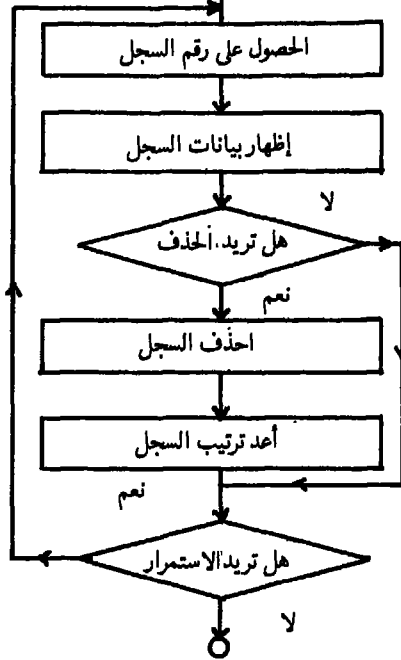 الحصول على رقم السجل
إظهار بيانات السجل
لا
هل تريد الحذف
نعم
احذف السجل
أعد ترتيب السجل
نعم
هل تريد الاستمرار
لا